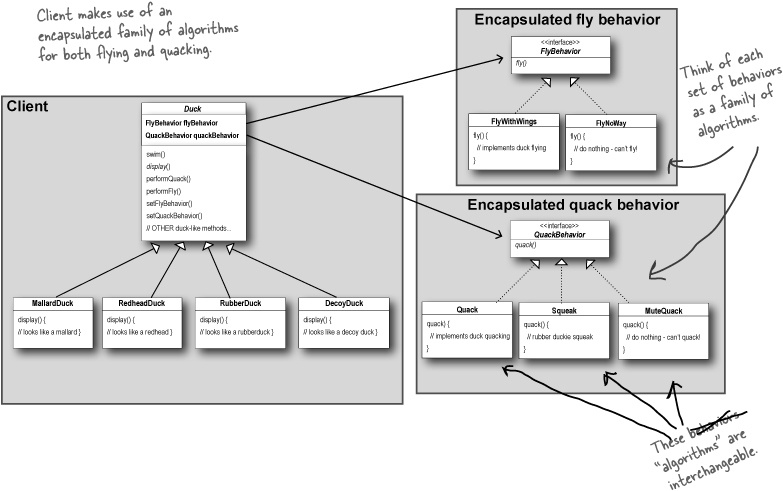 Client makes use of an
encapsulated family of algorithms
for both flying and quacking.
Client
Duck
FlyBehavior flyBehavior
QuackBehavior quackBehavior
swim()
display()
performQuack()
performFly()
setFlyBehavior()
setQuackBehavior()
// OTHER duck-like methods...
MallardDuck
display() {
// looks like a mallard }
RedheadDuck
display() {
// looks like a redhead }
RubberDuck
display() {
// looks like a rubberduck }
DecoyDuck
display() {
// looks like a decoy duck }
Encapsulated fly behavior
<<interface>>
FlyBehavior
fly()
FlyWithWings
fly() {
// implements duck flying
}
FlyNoWay
fly() {
// do nothing - can't fly!
}
Think of each
set of behaviors
as a family of
algorithms.
Encapsulated quack behavior
<<interface>>
QuackBehavior
quack()
Quack
quack) {
// implements duck quacking
}
Squeak
quack() {
// rubber duckie squeak
}
MuteQuack
quack() {
// do nothing - can't quack!
}
These behaviors
"algorithms" are
interchangeable.